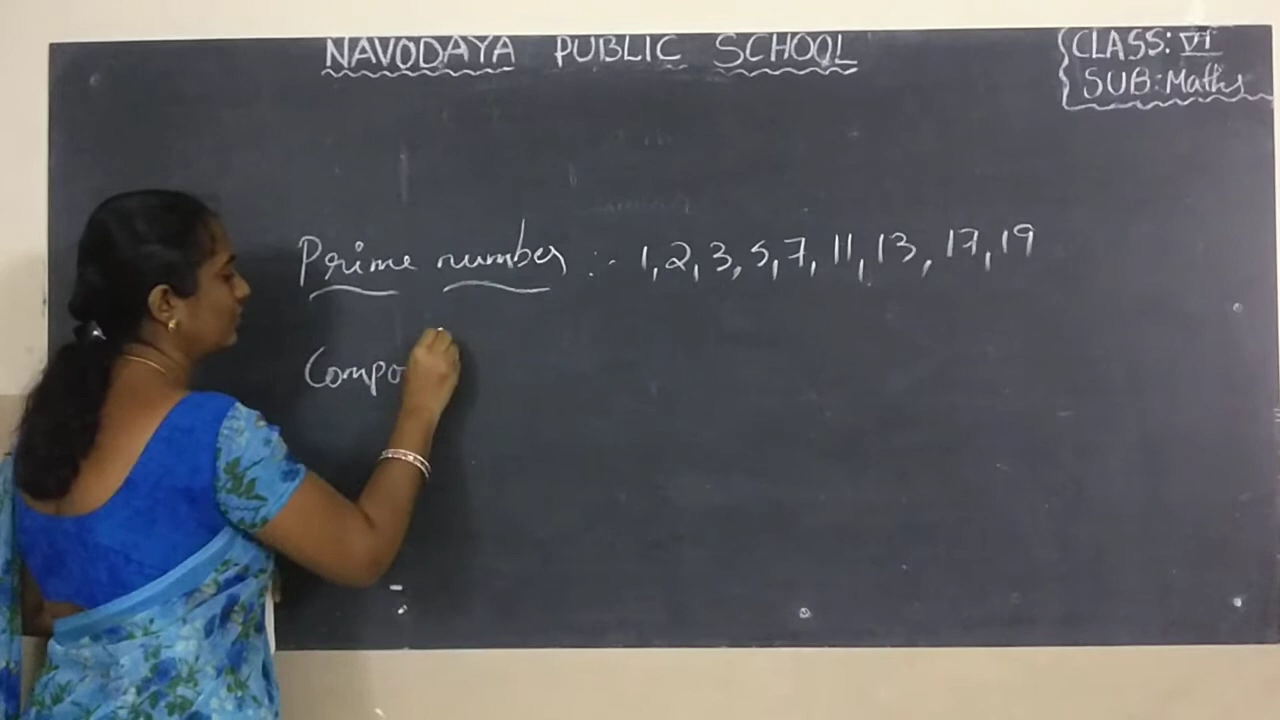 NAVODAYA PUBLIC SCHOOL
CLASS: VI
SUB: Maths
Prime number :- 1, 2, 3, 5, 7, 11, 13, 17, 19
Compo